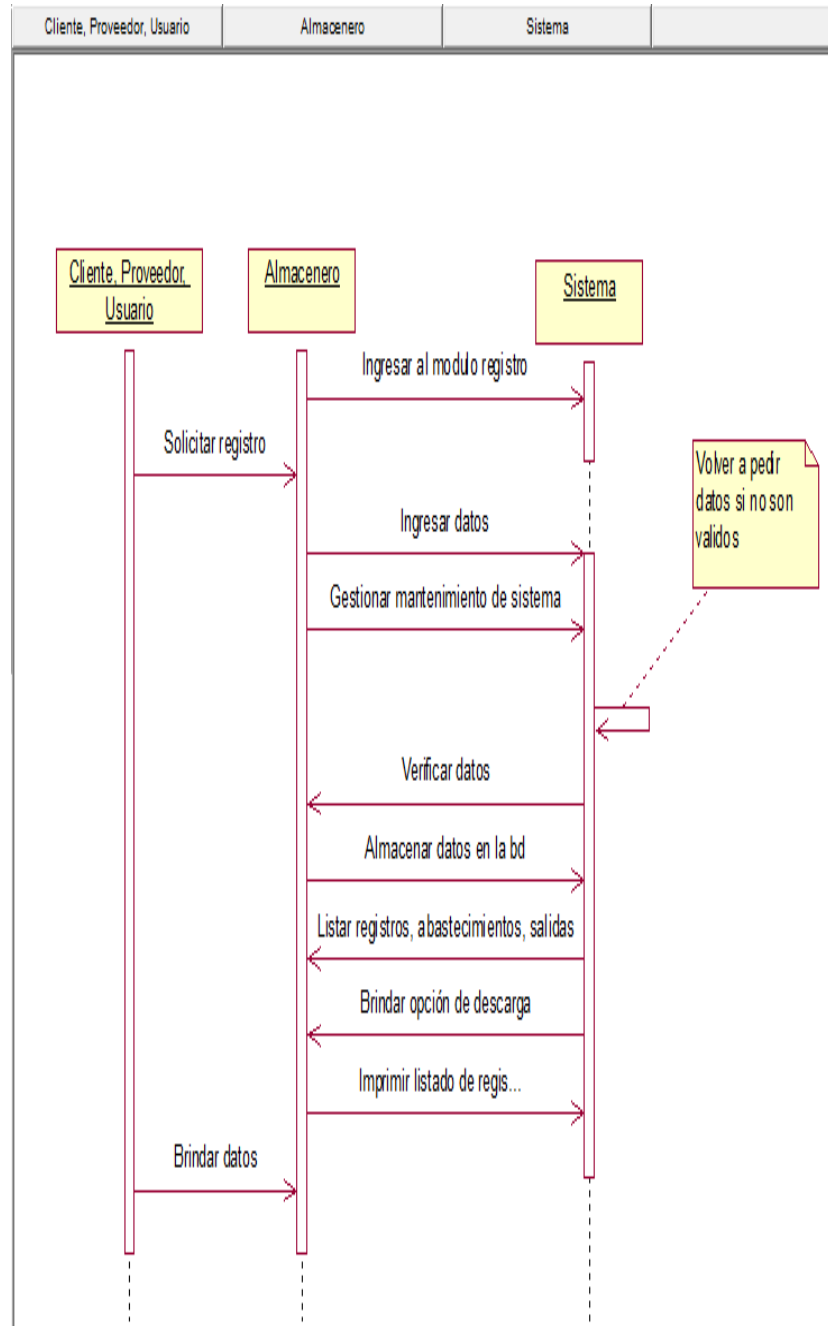 Cliente, Proveedor, Usuario
Almacenero
Sistema
Cliente, Proveedor,
Usuario
Almacenero
Sistema
Ingresar al modulo registro
Solicitar registro
Volver a pedir
datos si no son
validos
Ingresar datos
Gestionar mantenimiento de sistema
Verificar datos
Almacenar datos en la bd
Listar registros, abastecimientos, salidas
Brindar opción de descarga
Imprimir listado de regis...
Brindar datos